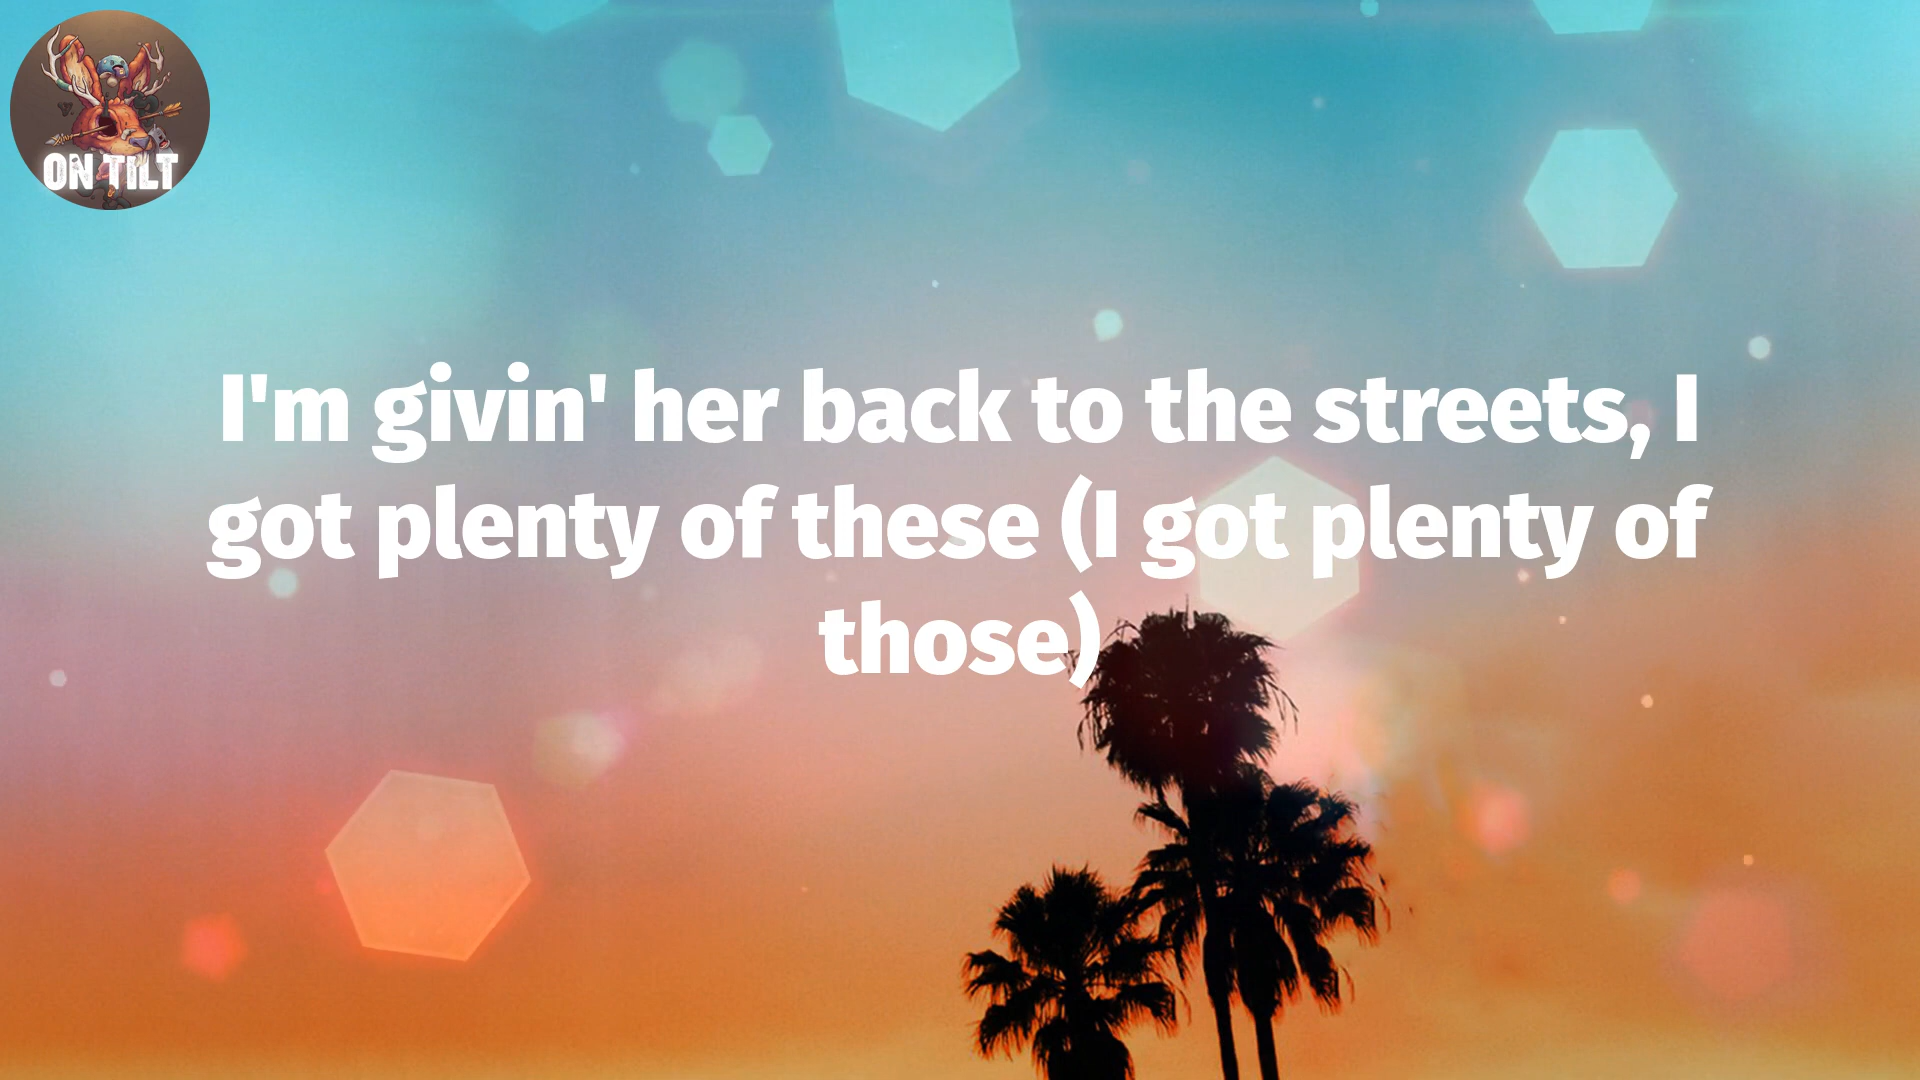 ON TILT
I'm givin' her back to the streets, I
got plenty of these (I got plenty of
those)